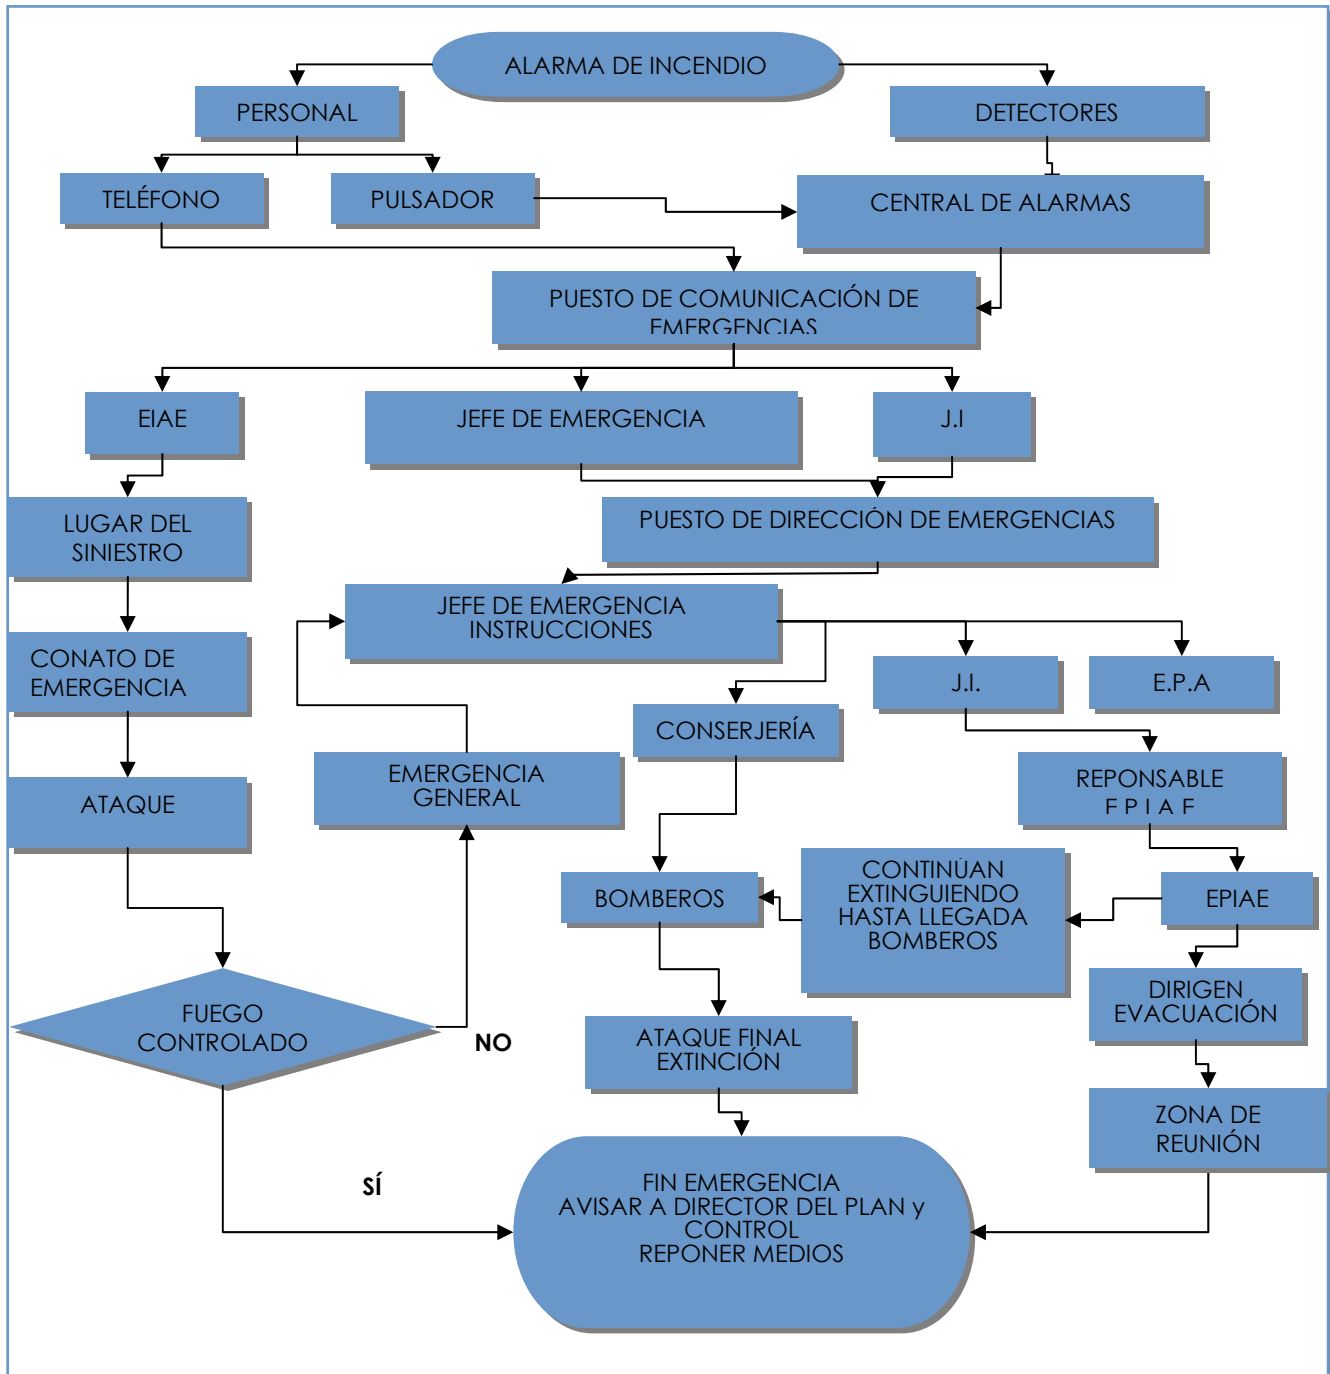 ALARMA DE INCENDIO
PERSONAL
DETECTORES
TELÉFONO
PULSADOR
CENTRAL DE ALARMAS
PUESTO DE COMUNICACIÓN DE
EMERGENCIAS
EIAE
JEFE DE EMERGENCIA
J.I
LUGAR DEL
SINIESTRO
PUESTO DE DIRECCIÓN DE EMERGENCIAS
JEFE DE EMERGENCIA
INSTRUCCIONES
CONATO DE
EMERGENCIA
J.I.
E.P.A
CONSERJERÍA
EMERGENCIA
GENERAL
REPONSABLE
ATAQUE
CONTINÚAN
EXTINGUIENDO
HASTA LLEGADA
BOMBEROS
BOMBEROS
EPIAE
FUEGO
CONTROLADO
NO
DIRIGEN
EVACUACIÓN
ATAQUE FINAL
EXTINCIÓN
ZONA DE
REUNIÓN
SÍ
FIN EMERGENCIA
AVISAR A DIRECTOR DEL PLAN y
CONTROL
REPONER MEDIOS